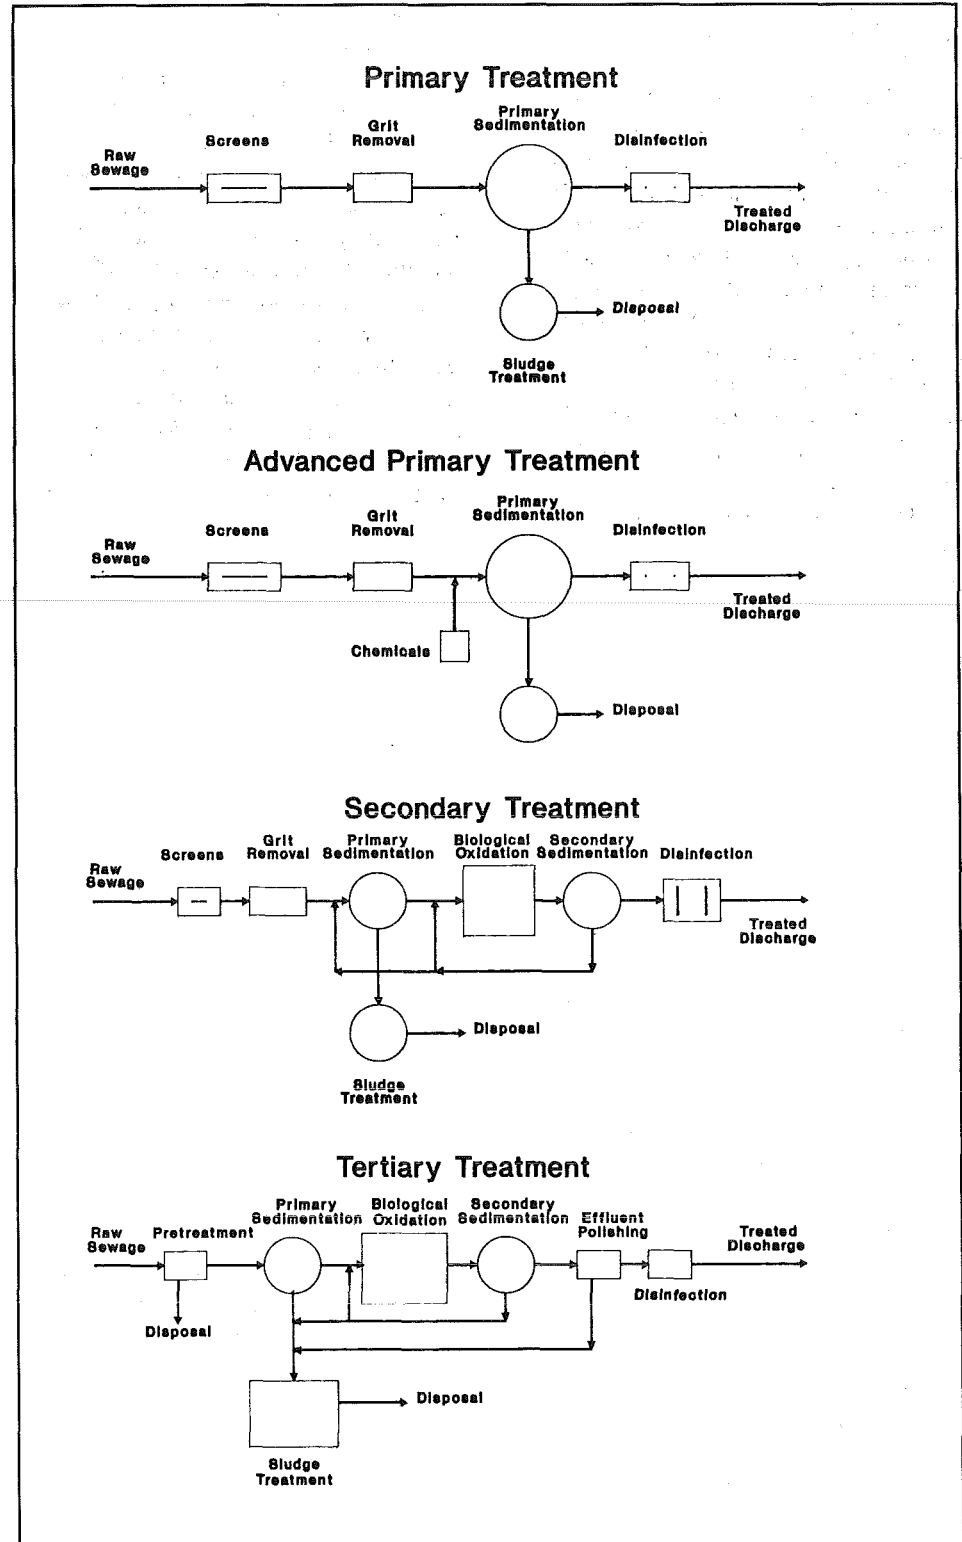 Primary Treatment
Raw
Sewage
Screens
Grit
Removal
Primary
Sedimentation
Disinfection
Treated
Discharge
Disposal
Sludge
Treatment
Advanced Primary Treatment
Raw
Sewage
Screens
Grit
Removal
Chemicals
Primary
Sedimentation
Disinfection
Treated
Discharge
Disposal
Secondary Treatment
Raw
Sewage
Screens
Grit
Removal
Primary
Sedimentation
Biological
Oxidation
Secondary
Sedimentation
Disinfection
Treated
Discharge
Disposal
Sludge
Treatment
Tertiary Treatment
Raw
Sewage
Pretreatment
Disposal
Primary
Sedimentation
Biological
Oxidation
Secondary
Sedimentation
Effluent
Polishing
Disinfection
Treated
Discharge
Disposal
Sludge
Treatment